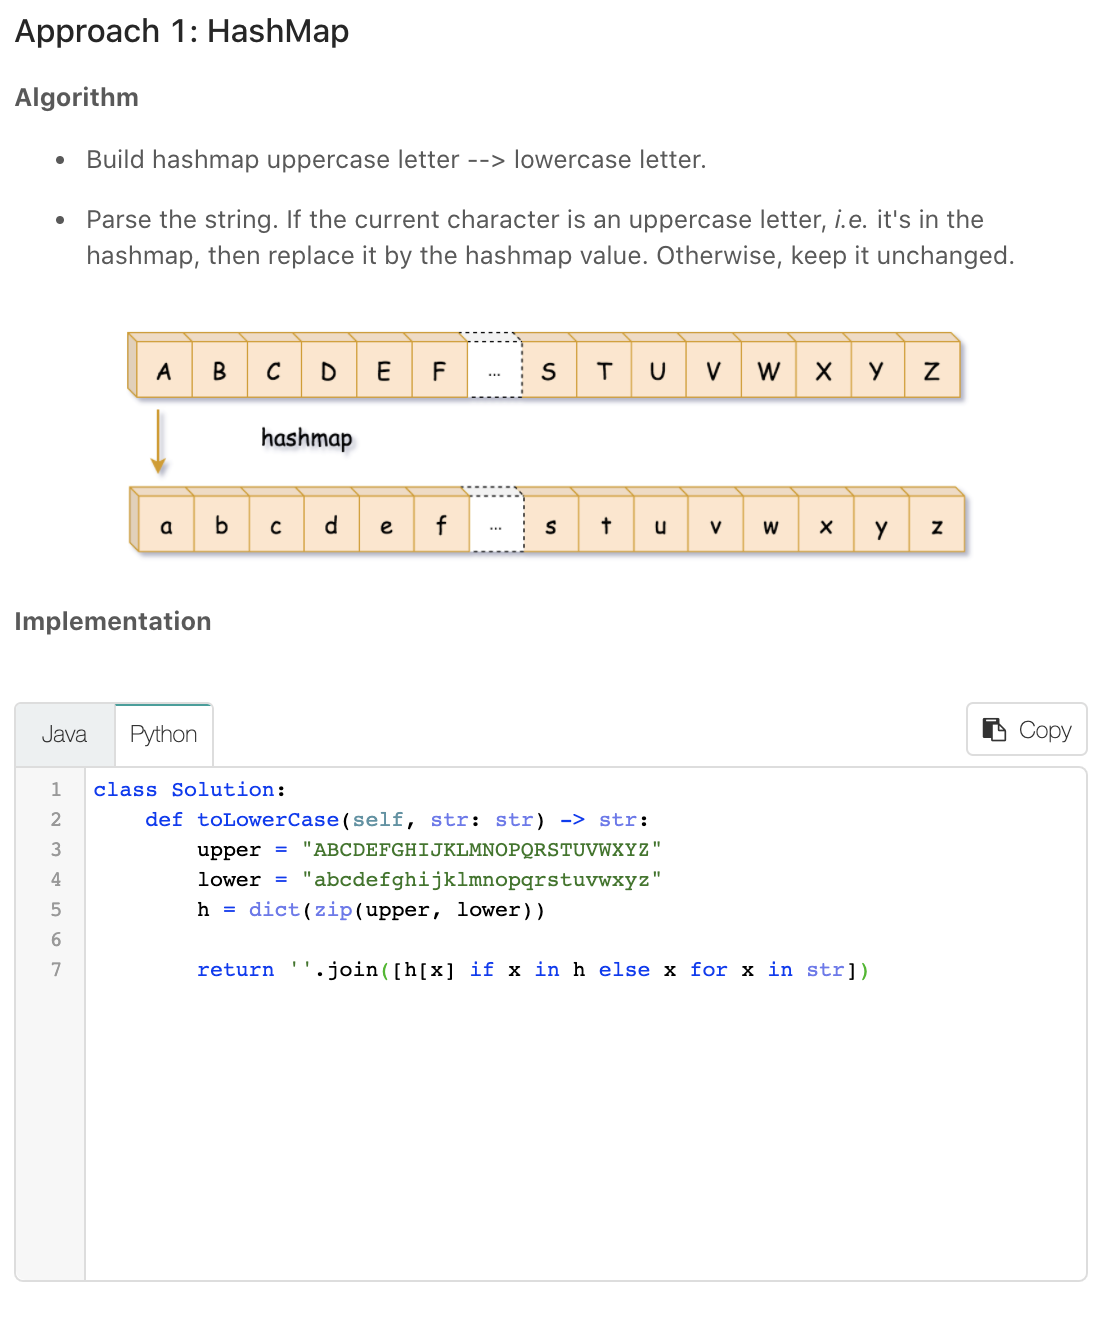 Approach 1: HashMap
Algorithm
• Build hashmap uppercase letter --> lowercase letter.
• Parse the string. If the current character is an uppercase letter, i.e. it's in the
hashmap, then replace it by the hashmap value. Otherwise, keep it unchanged.
A B C D E F ... S T U V W X Y Z
hashmap
a b c d e f ... s t u v w x y z
Implementation
Java Python Copy
1 class Solution:
2     def toLowerCase(self, str: str) -> str:
3         upper = "ABCDEFGHIJKLMNOPQRSTUVWXYZ"
4         lower = "abcdefghijklmnopqrstuvwxyz"
5         h = dict(zip(upper, lower))
6
7         return ''.join([h[x] if x in h else x for x in str])